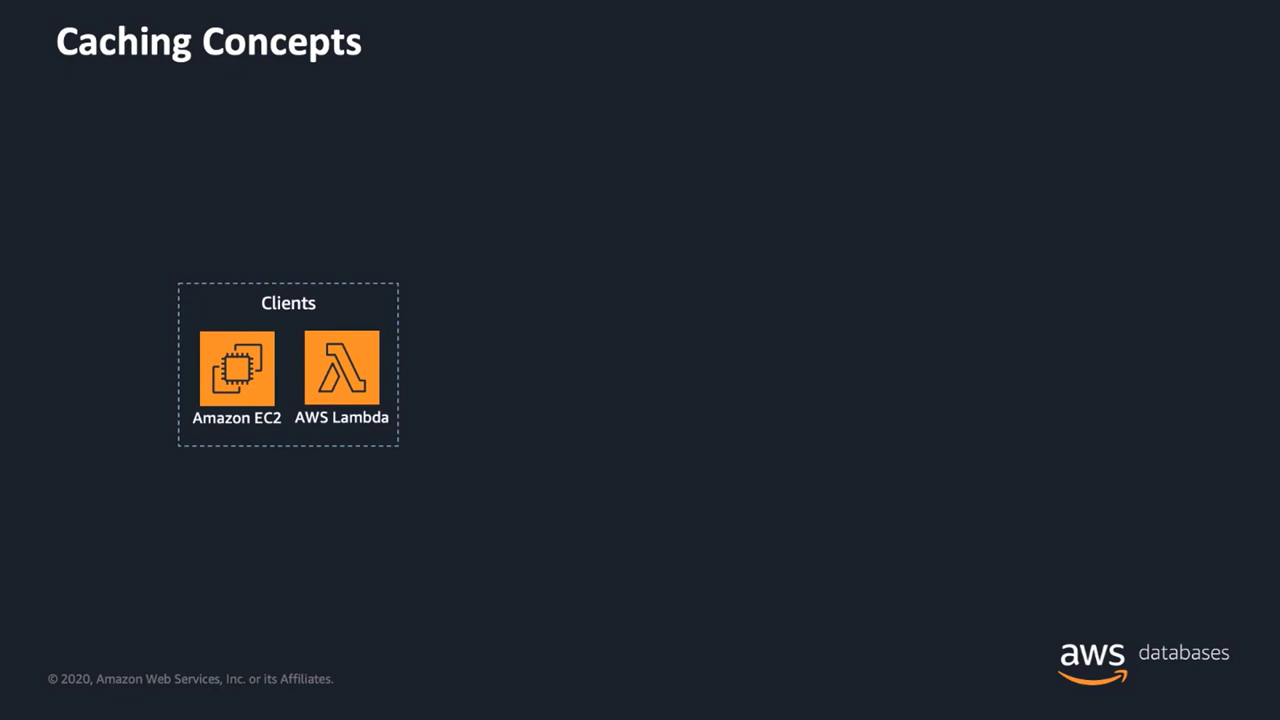 Caching Concepts
Clients
Amazon EC2
AWS Lambda
aws databases
© 2020, Amazon Web Services, Inc. or its Affiliates.